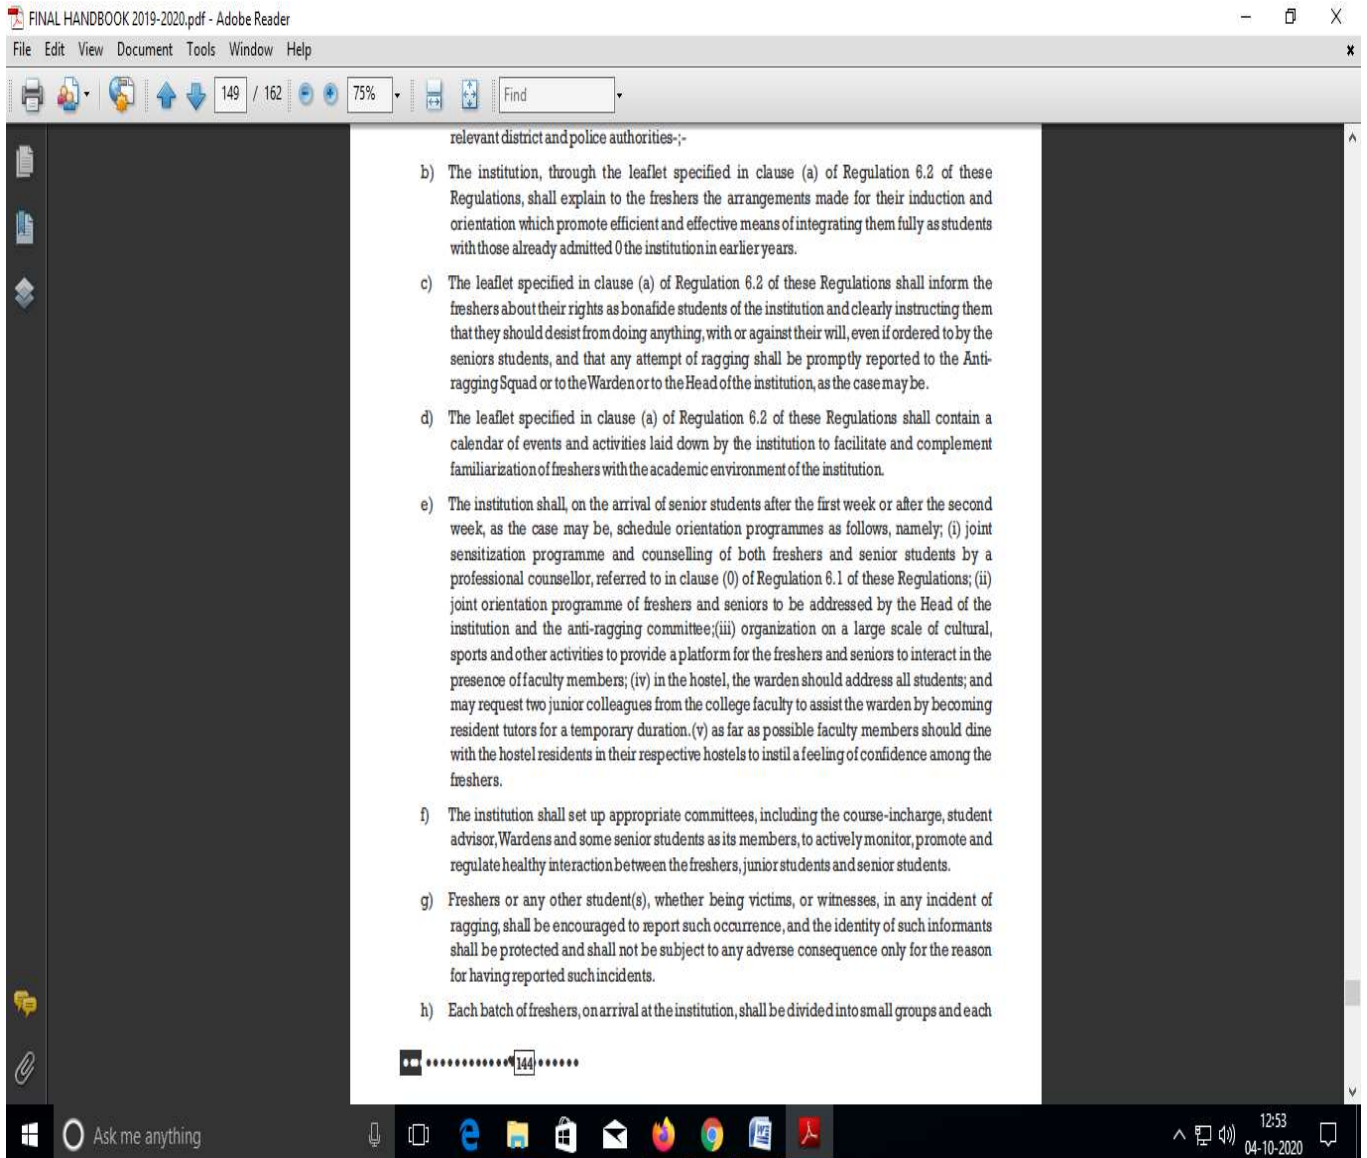 FINAL HANDBOOK 2019-2020.pdf - Adobe Reader
File Edit View Document Tools Window Help
149 / 162 75% Find
relevant district and police authorities-;-
b) The institution, through the leaflet specified in clause (a) of Regulation 6.2 of these
Regulations, shall explain to the freshers the arrangements made for their induction and
orientation which promote efficient and effective means of integrating them fully as students
with those already admitted 0 the institution in earlier years.
c) The leaflet specified in clause (a) of Regulation 6.2 of these Regulations shall inform the
freshers about their rights as bonafide students of the institution and clearly instructing them
that they should desist from doing anything, with or against their will, even if ordered to by the
seniors students, and that any attempt of ragging shall be promptly reported to the Anti-
ragging Squad or to the Warden or to the Head of the institution, as the case may be.
d) The leaflet specified in clause (a) of Regulation 6.2 of these Regulations shall contain a
calendar of events and activities laid down by the institution to facilitate and complement
familiarization of freshers with the academic environment of the institution.
e) The institution shall, on the arrival of senior students after the first week or after the second
week, as the case may be, schedule orientation programmes as follows, namely; (i) joint
sensitization programme and counselling of both freshers and senior students by a
professional counsellor, referred to in clause (0) of Regulation 6.1 of these Regulations; (ii)
joint orientation programme of freshers and seniors to be addressed by the Head of the
institution and the anti-ragging committee;(iii) organization on a large scale of cultural,
sports and other activities to provide a platform for the freshers and seniors to interact in the
presence of faculty members; (iv) in the hostel, the warden should address all students; and
may request two junior colleagues from the college faculty to assist the warden by becoming
resident tutors for a temporary duration.(v) as far as possible faculty members should dine
with the hostel residents in their respective hostels to instil a feeling of confidence among the
freshers.
f) The institution shall set up appropriate committees, including the course-incharge, student
advisor, Wardens and some senior students as its members, to actively monitor, promote and
regulate healthy interaction between the freshers, junior students and senior students.
g) Freshers or any other student(s), whether being victims, or witnesses, in any incident of
ragging, shall be encouraged to report such occurrence, and the identity of such informants
shall be protected and shall not be subject to any adverse consequence only for the reason
for having reported such incidents.
h) Each batch of freshers, on arrival at the institution, shall be divided into small groups and each
144
Ask me anything
12:53
04-10-2020